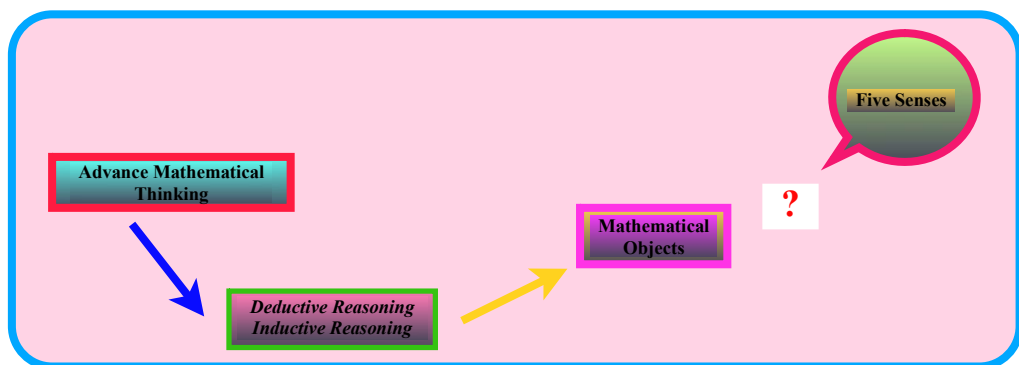 Five Senses
Advance Mathematical
Thinking
?
Mathematical
Objects
Deductive Reasoning
Inductive Reasoning